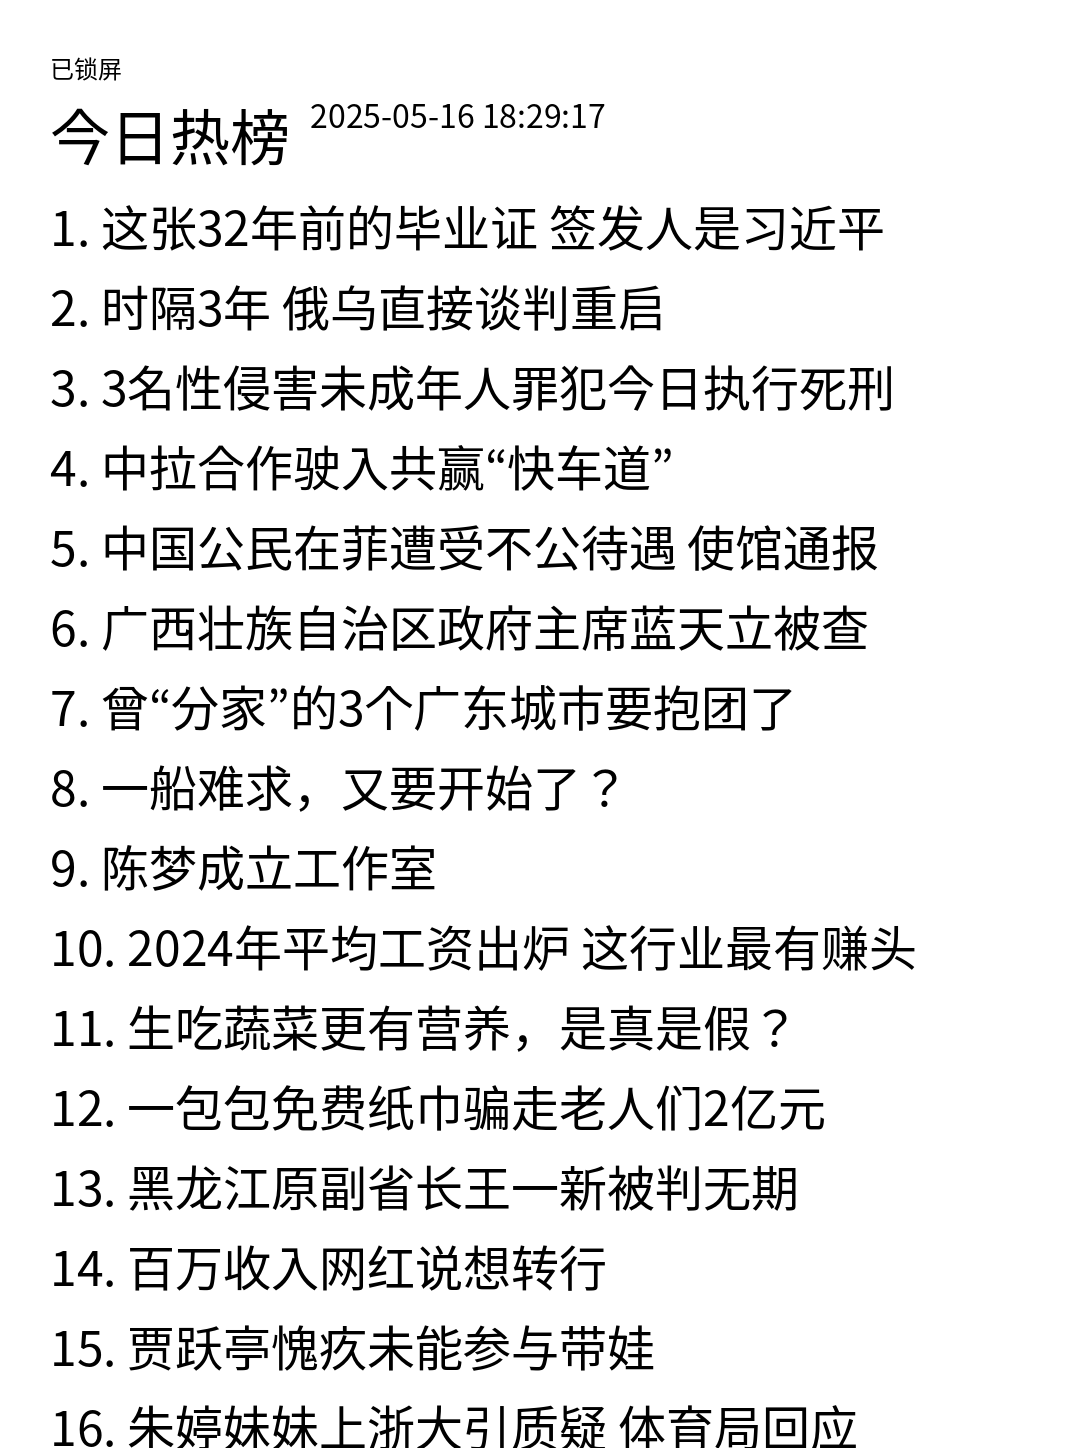 已锁屏
今日热榜 2025-05-16 18:29:17
1. 这张32年前的毕业证 签发人是习近平
2. 时隔3年 俄乌直接谈判重启
3. 3名性侵害未成年人罪犯今日执行死刑
4. 中拉合作驶入共赢“快车道”
5. 中国公民在菲遭受不公待遇 使馆通报
6. 广西壮族自治区政府主席蓝天立被查
7. 曾“分家”的3个广东城市要抱团了
8. 一船难求，又要开始了？
9. 陈梦成立工作室
10. 2024年平均工资出炉 这行业最有赚头
11. 生吃蔬菜更有营养，是真是假？
12. 一包包免费纸巾骗走老人们2亿元
13. 黑龙江原副省长王一新被判无期
14. 百万收入网红说想转行
15. 贾跃亭愧疚未能参与带娃
16. 朱婷妹妹上浙大引质疑 体育局回应